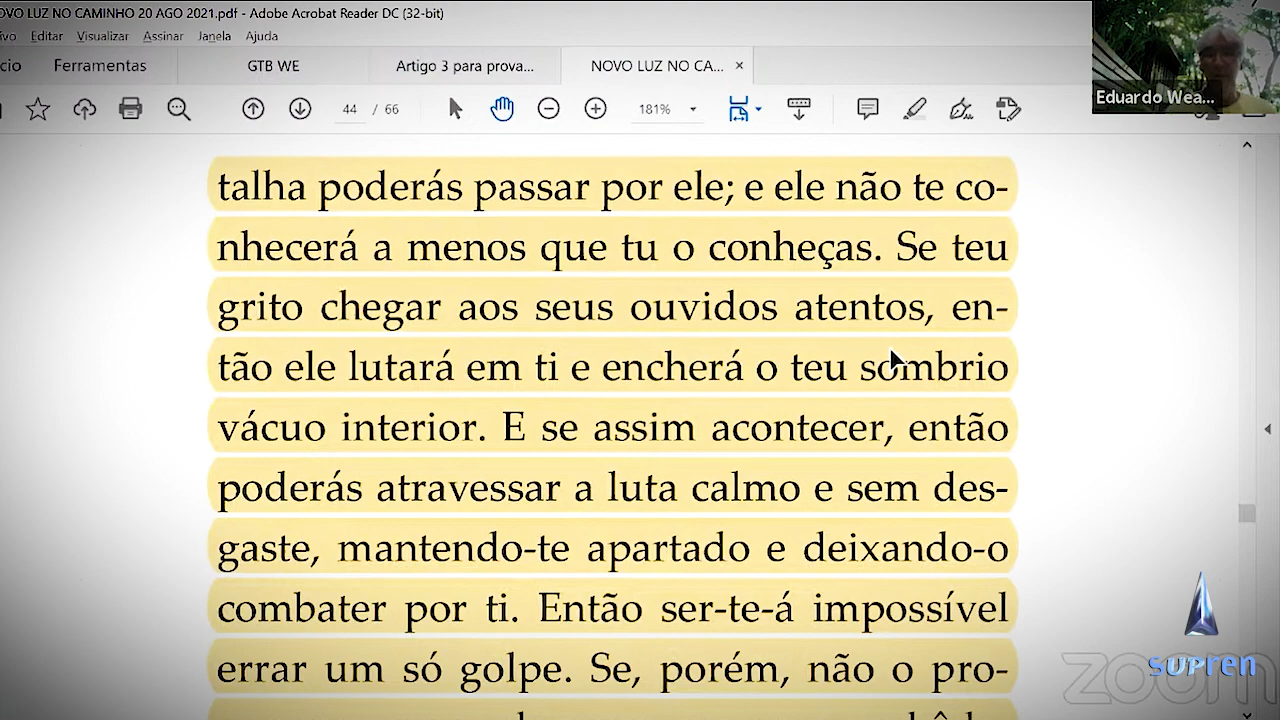 OVO LUZ NO CAMINHO 20 AGO 2021.pdf - Adobe Acrobat Reader DC (32-bit)
ivo Editar Visualizar Assinar Janela Ajuda
cio Ferramentas GTB WE Artigo 3 para prova... NOVO LUZ NO CA... ×
44 / 66 181%
Eduardo Wea...
talha poderás passar por ele; e ele não te co-
nhecerá a menos que tu o conheças. Se teu
grito chegar aos seus ouvidos atentos, en-
tão ele lutará em ti e encherá o teu sombrio
vácuo interior. E se assim acontecer, então
poderás atravessar a luta calmo e sem des-
gaste, mantendo-te apartado e deixando-o
combater por ti. Então ser-te-á impossível
errar um só golpe. Se, porém, não o pro-
zoom
supren